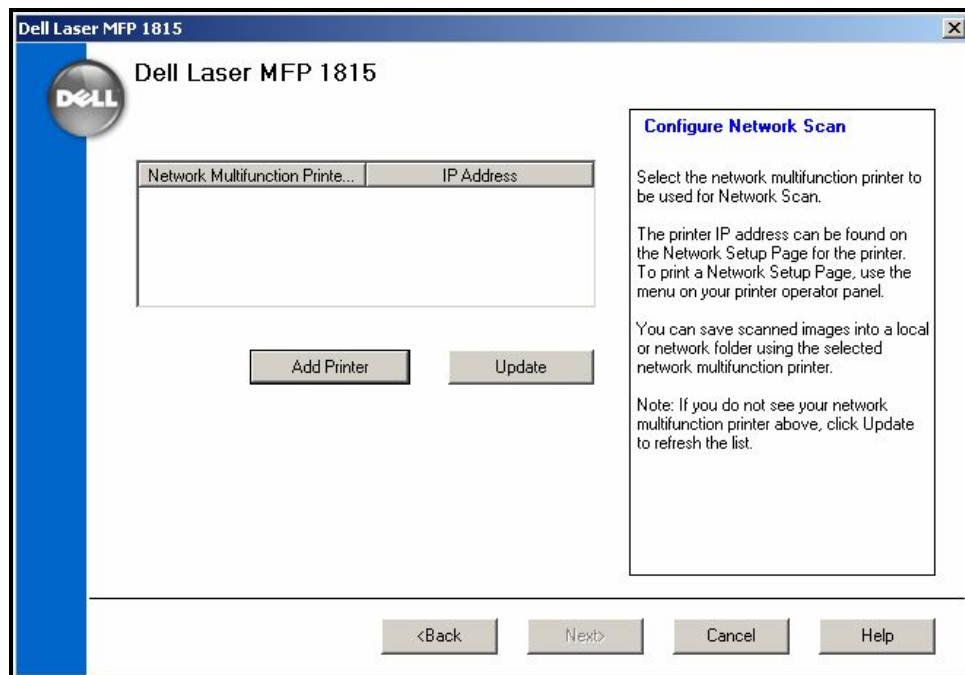 Dell Laser MFP 1815
DELL
Dell Laser MFP 1815
Network Multifunction Printe... IP Address
Add Printer Update
Configure Network Scan
Select the network multifunction printer to
be used for Network Scan.
The printer IP address can be found on
the Network Setup Page for the printer.
To print a Network Setup Page, use the
menu on your printer operator panel.
You can save scanned images into a local
or network folder using the selected
network multifunction printer.
Note: If you do not see your network
multifunction printer above, click Update
to refresh the list.
<Back Next> Cancel Help